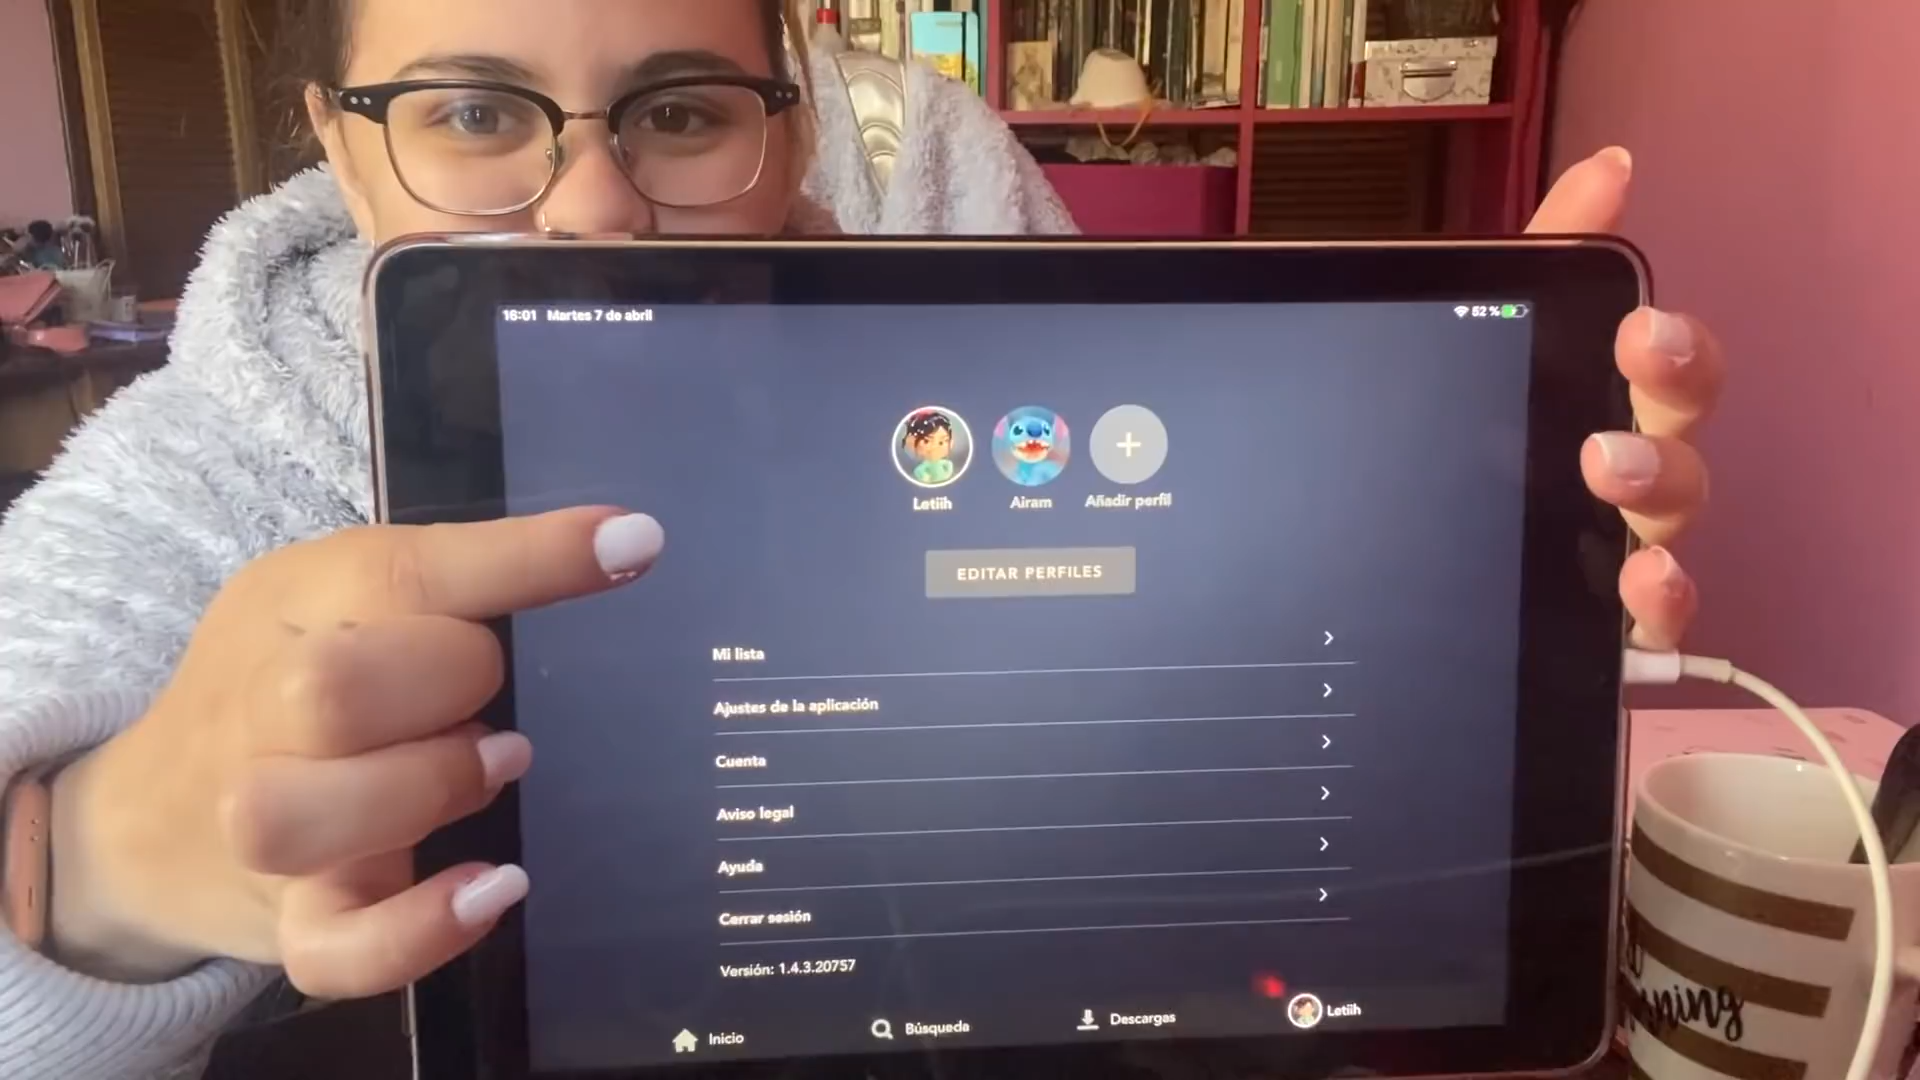 16:01 Martes 7 de abril
52 %
Letiih
Airam
Añadir perfil
EDITAR PERFILES
Mi lista
Ajustes de la aplicación
Cuenta
Aviso legal
Ayuda
Cerrar sesión
Versión: 1.4.3.20757
Inicio
Búsqueda
Descargas
Letiih